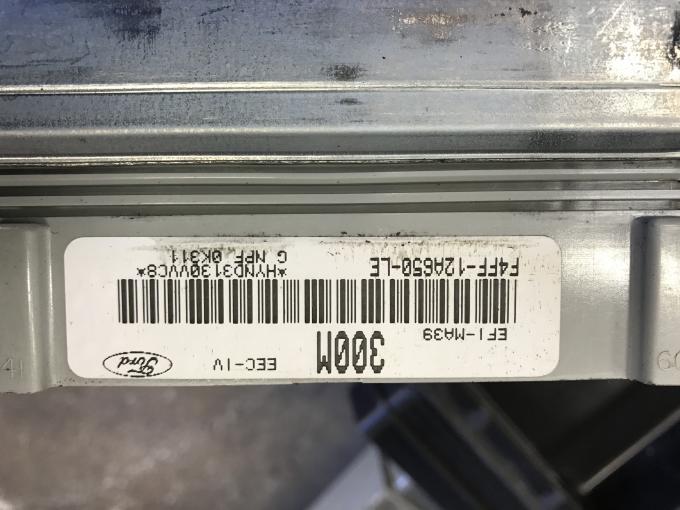 Ford EEC-IV 300M EFI-MA39
F4FF-12A650-LE
*HYND3130VVC8*
G NPF 0K311